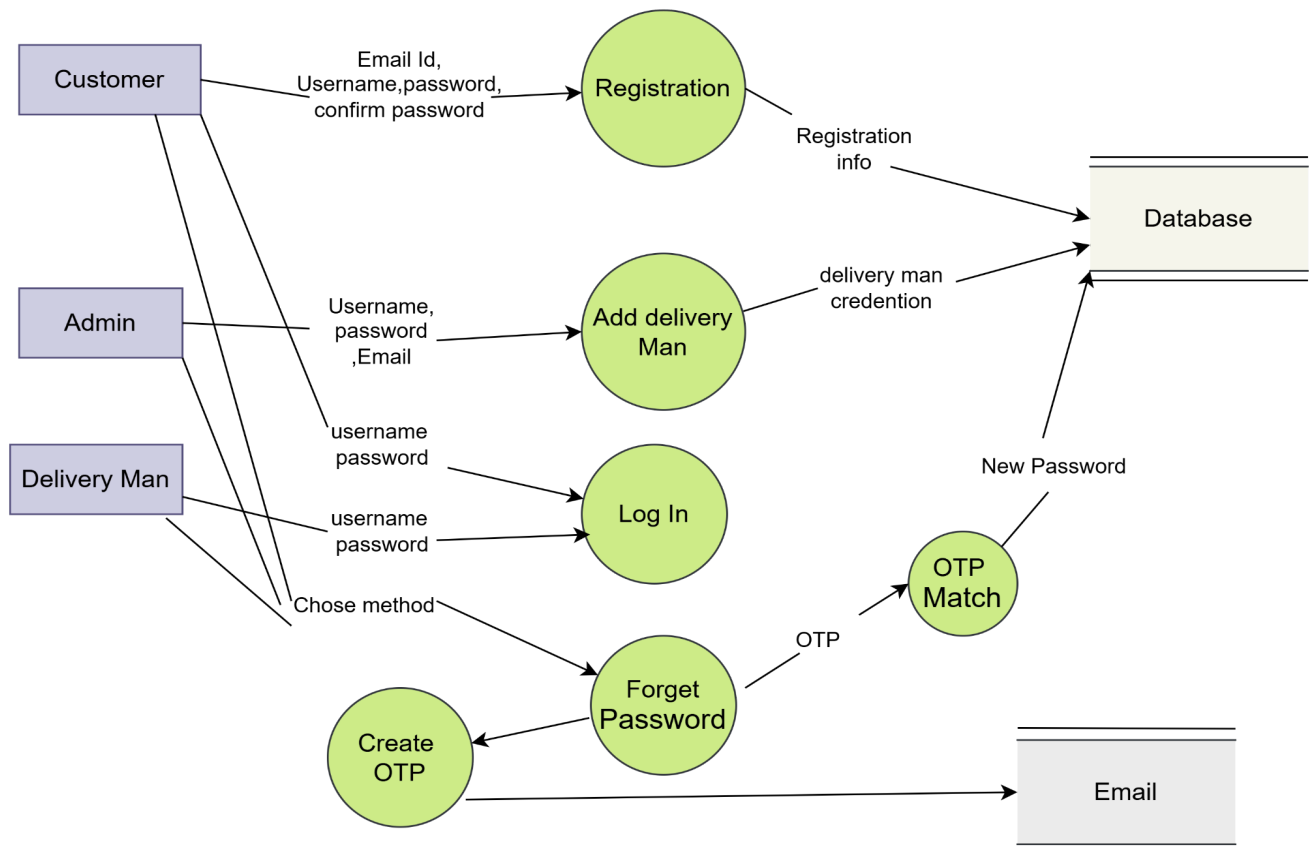 Customer
Email Id,
Username,password,
confirm password
Registration
Registration
info
Database
Admin
Username,
password
,Email
Add delivery
Man
delivery man
credention
Delivery Man
username
password
username
password
Log In
New Password
OTP
Match
Chose method
OTP
Forget
Password
Create
OTP
Email